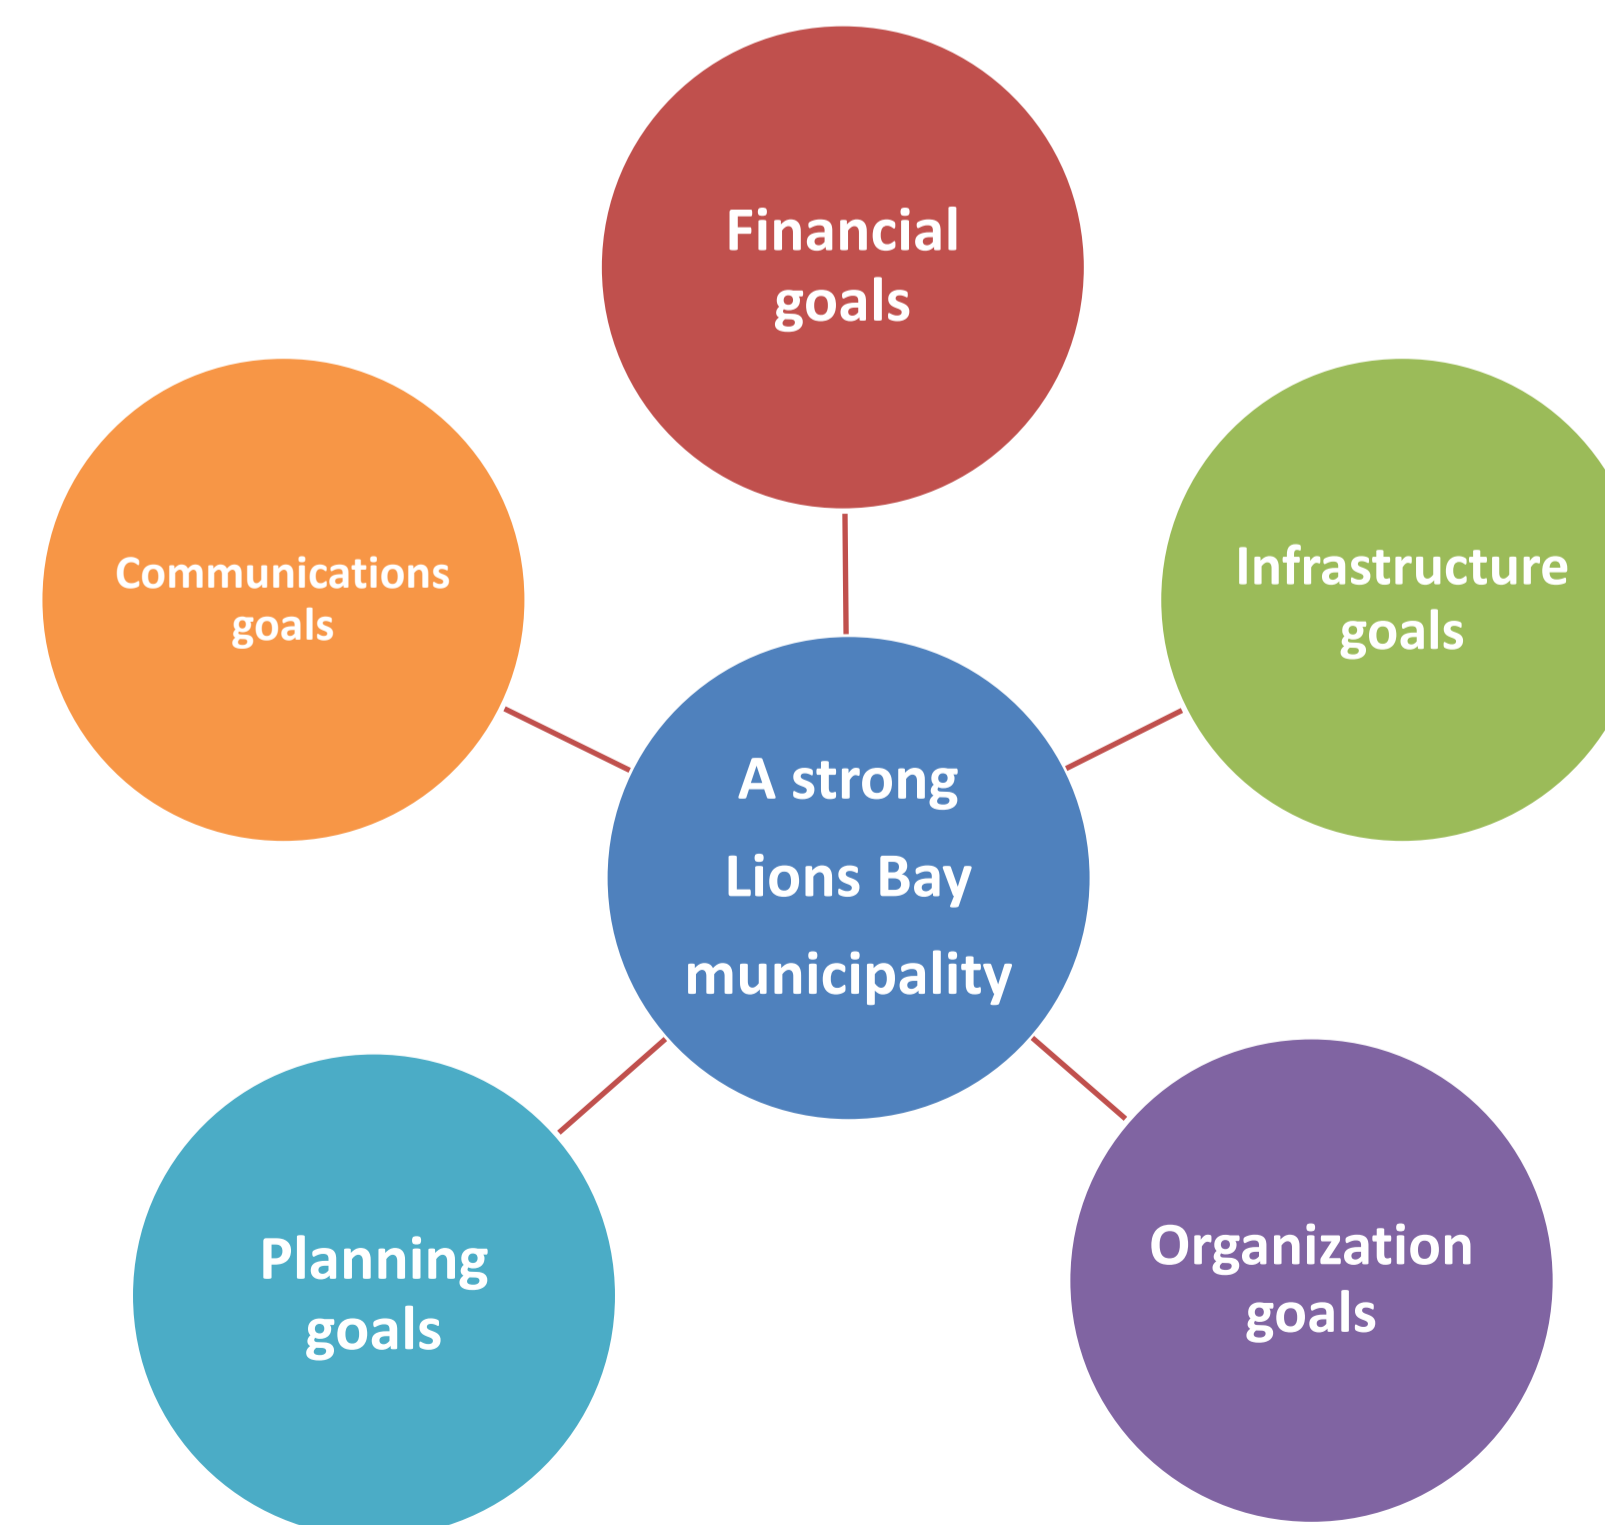 Financial
goals
Communications
goals
Infrastructure
goals
A strong
Lions Bay
municipality
Planning
goals
Organization
goals